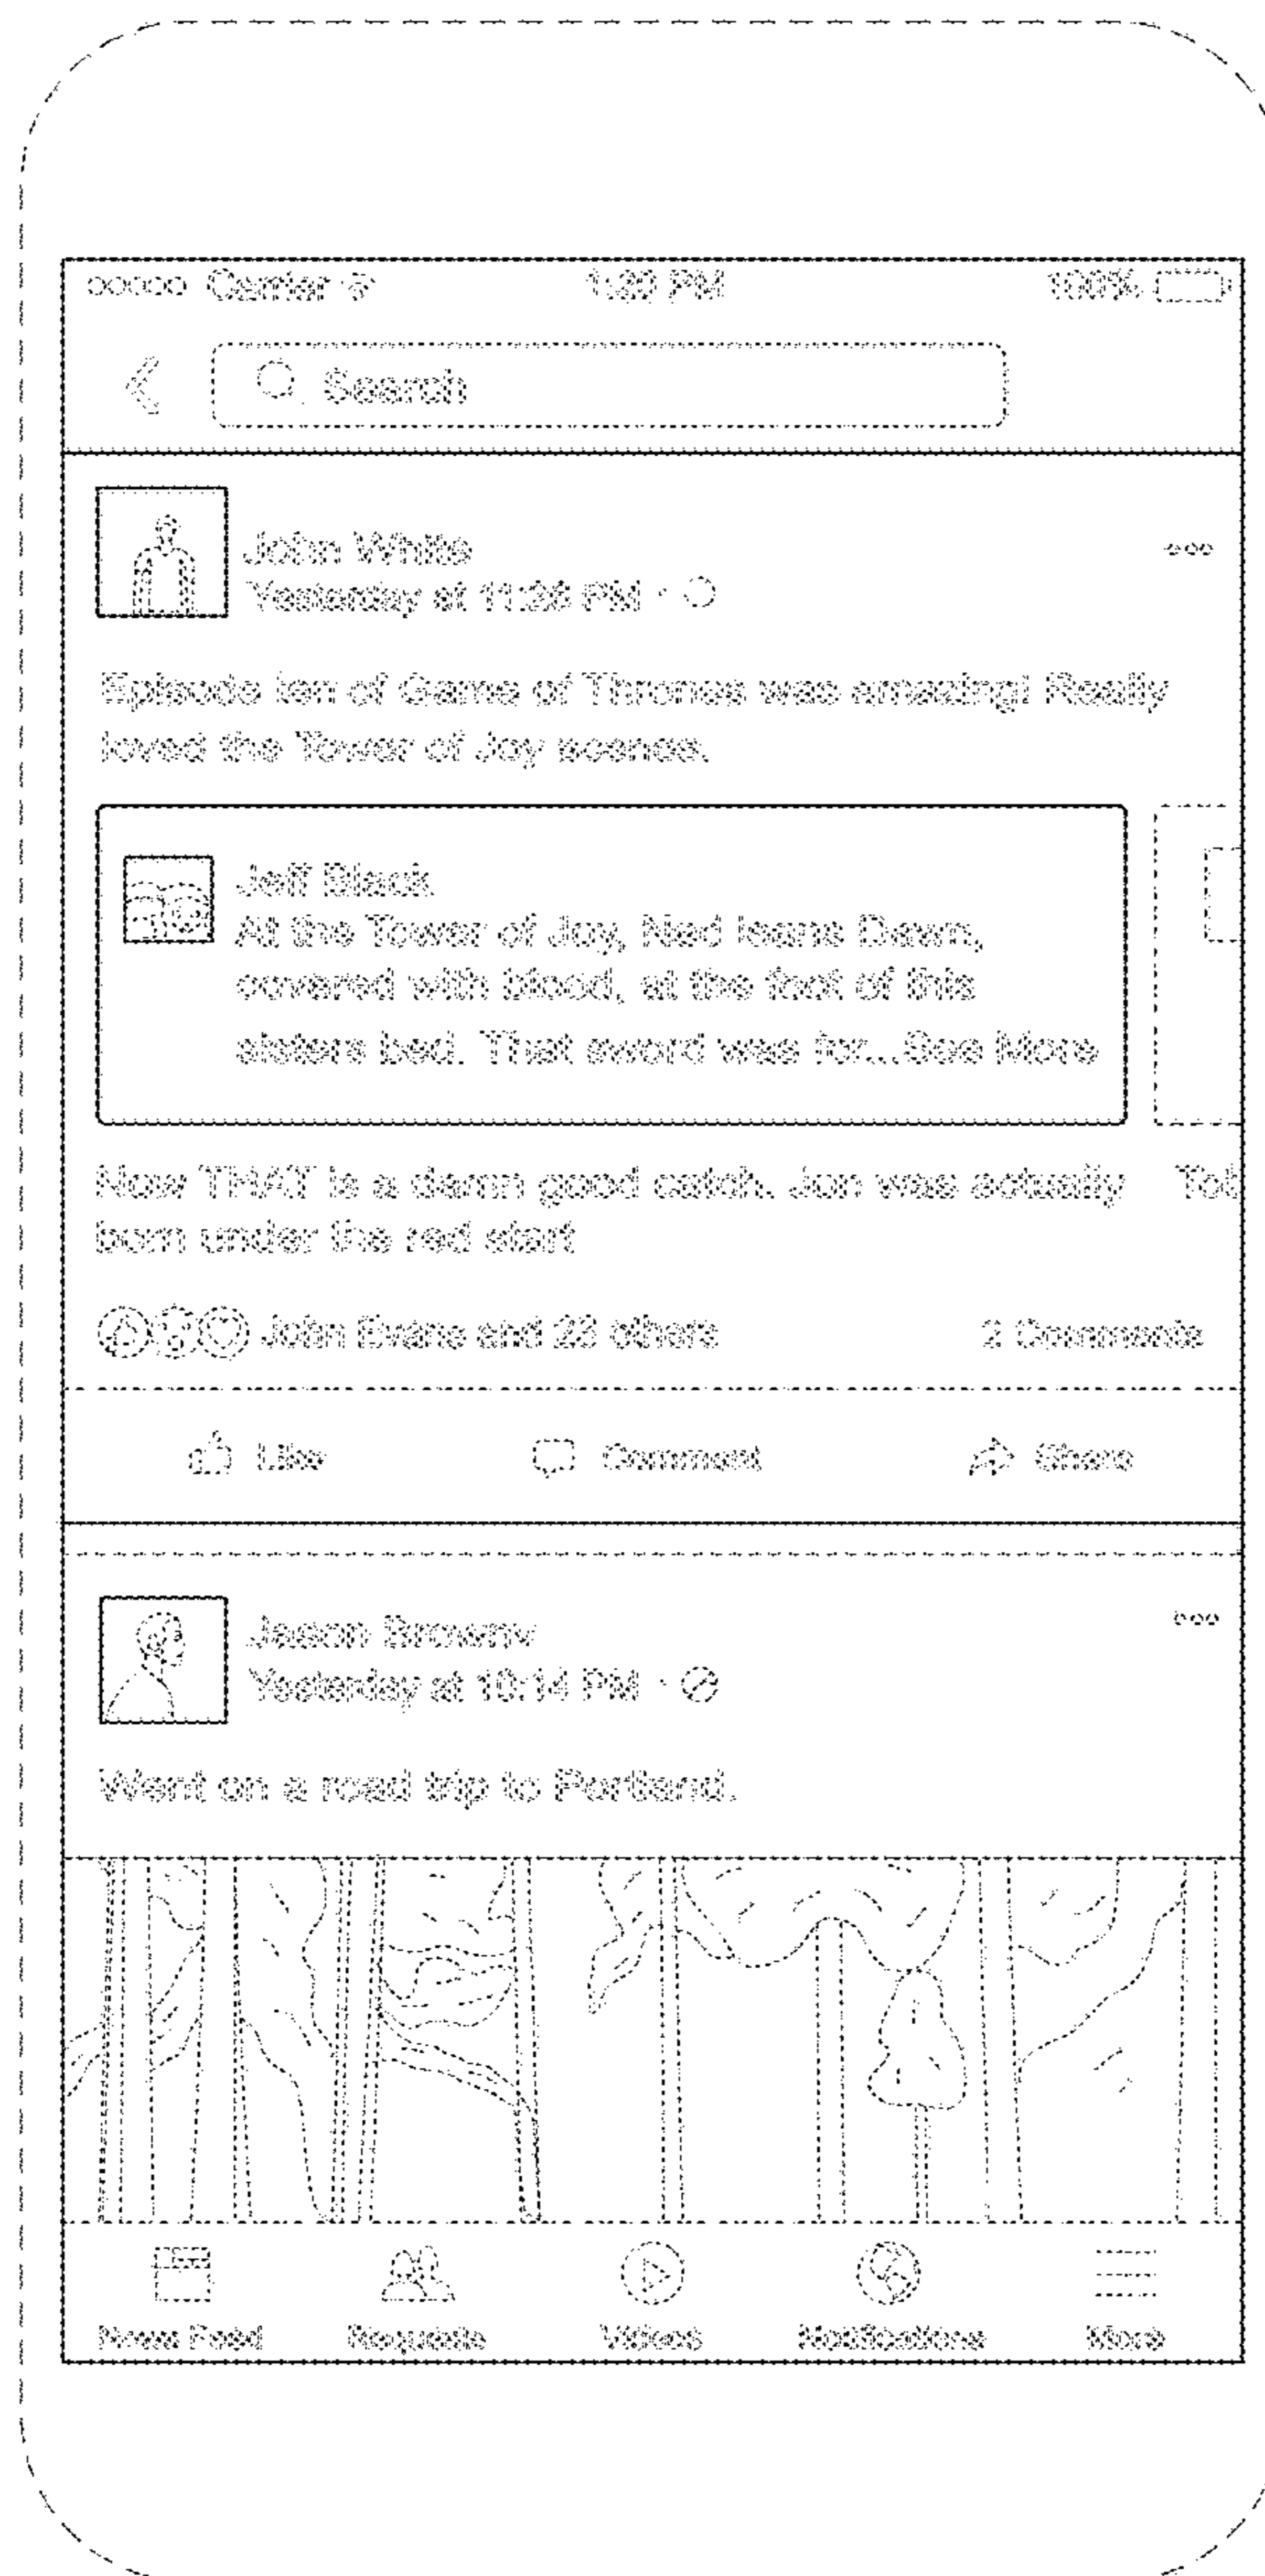 Carrier 1:20 PM 100%
Search
John White
Yesterday at 11:26 PM ·
Episode ten of Game of Thrones was amazing! Really
loved the Tower of Joy scence.
Jeff Black
At the Tower of Joy, Ned leans Dawn,
covered with blood, at the foot of this
sisters bed. That sword was for...See More
Now THAT is a damn good catch. Jon was actually
born under the red start
Tot
John Evans and 23 others 2 Comments
Like Comment Share
Jason Browny
Yesterday at 10:14 PM ·
Went on a road trip to Portland.
News Feed Requests Videos Notifications More